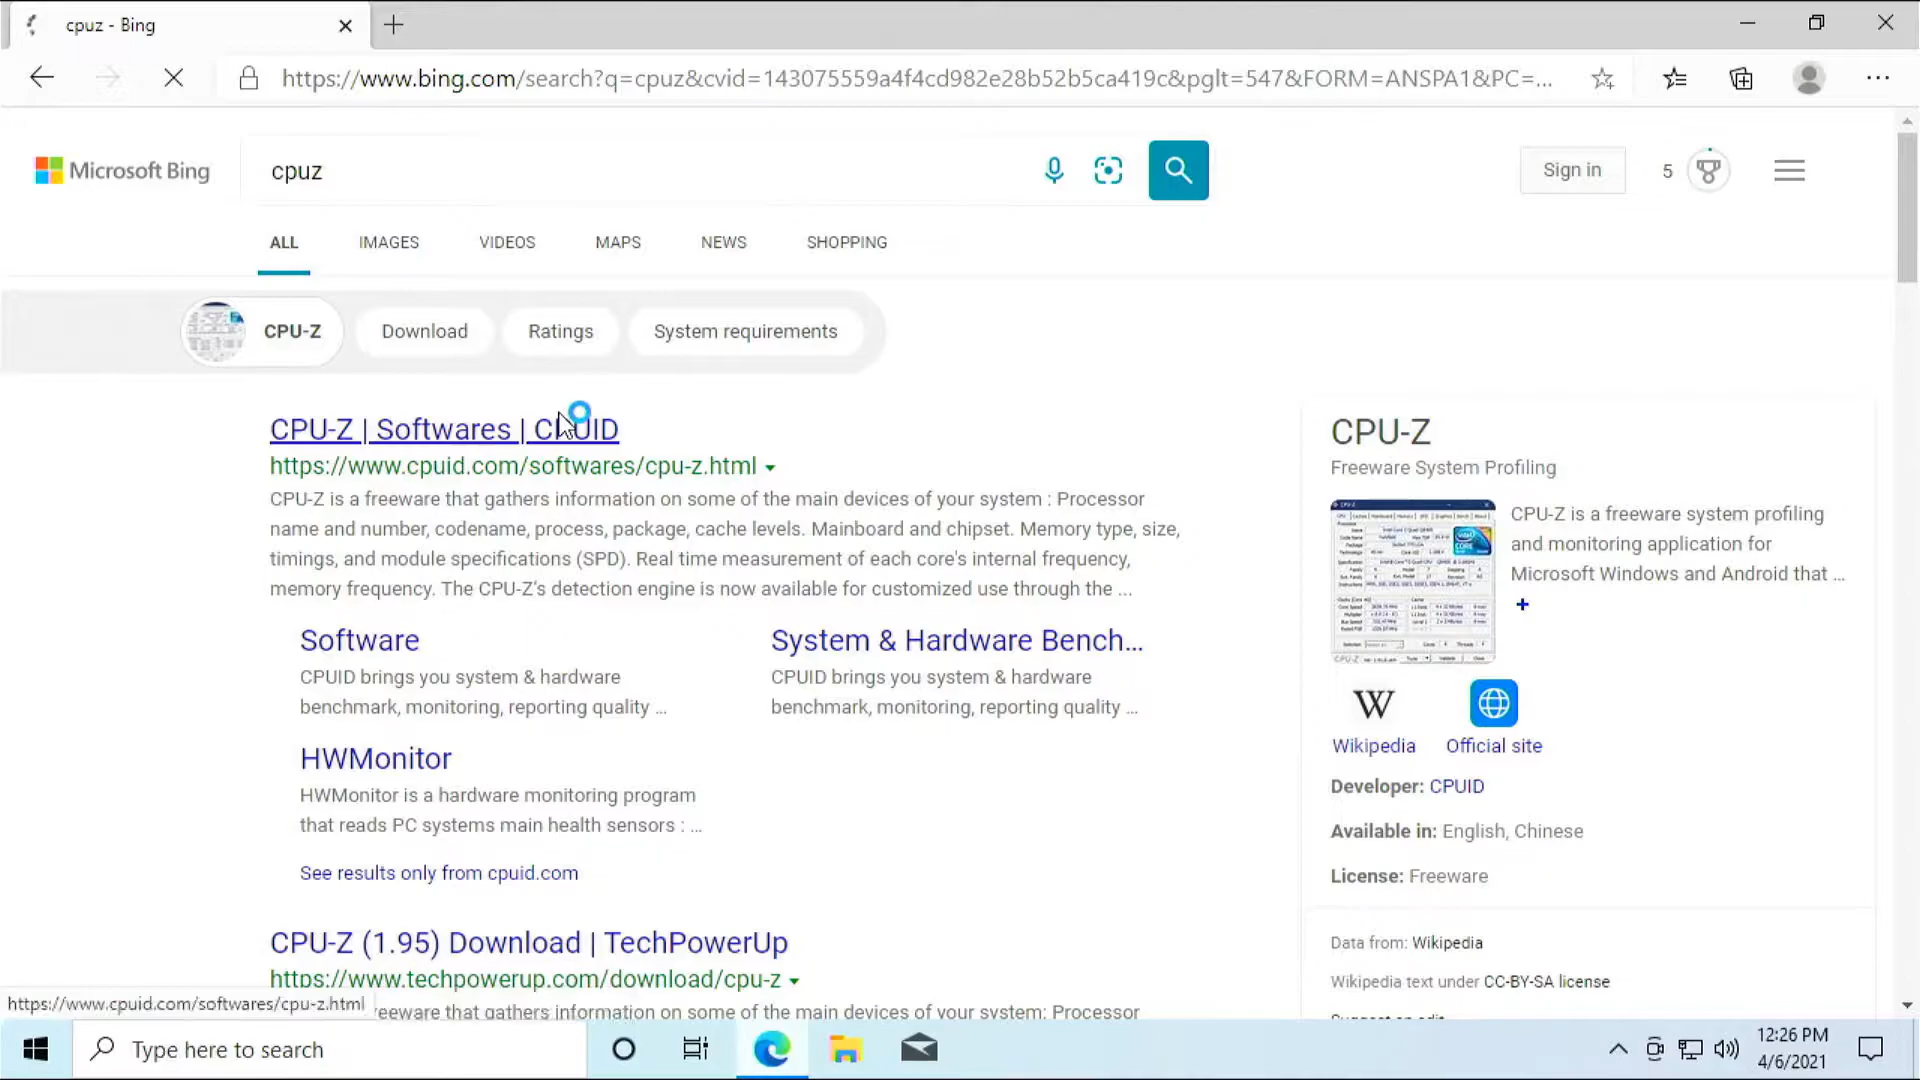 cpuz - Bing
https://www.bing.com/search?q=cpuz&cvid=143075559a4f4cd982e28b52b5ca419c&pglt=547&FORM=ANSPA1&PC=...
Microsoft Bing
cpuz
Sign in
5
ALL
IMAGES
VIDEOS
MAPS
NEWS
SHOPPING
CPU-Z
Download
Ratings
System requirements
CPU-Z | Softwares | CPUID
https://www.cpuid.com/softwares/cpu-z.html
CPU-Z is a freeware that gathers information on some of the main devices of your system : Processor
name and number, codename, process, package, cache levels. Mainboard and chipset. Memory type, size,
timings, and module specifications (SPD). Real time measurement of each core's internal frequency,
memory frequency. The CPU-Z's detection engine is now available for customized use through the ...
Software
CPUID brings you system & hardware
benchmark, monitoring, reporting quality ...
System & Hardware Bench...
CPUID brings you system & hardware
benchmark, monitoring, reporting quality ...
HWMonitor
HWMonitor is a hardware monitoring program
that reads PC systems main health sensors : ...
See results only from cpuid.com
CPU-Z (1.95) Download | TechPowerUp
https://www.techpowerup.com/download/cpu-z
freeware that gathers information on some of the main devices of your system: Processor
https://www.cpuid.com/softwares/cpu-z.html
CPU-Z
Freeware System Profiling
CPU-Z is a freeware system profiling
and monitoring application for
Microsoft Windows and Android that ...
W
Wikipedia
Official site
Developer: CPUID
Available in: English, Chinese
License: Freeware
Data from: Wikipedia
Wikipedia text under CC-BY-SA license
Suggest an edit
Type here to search
12:26 PM
4/6/2021